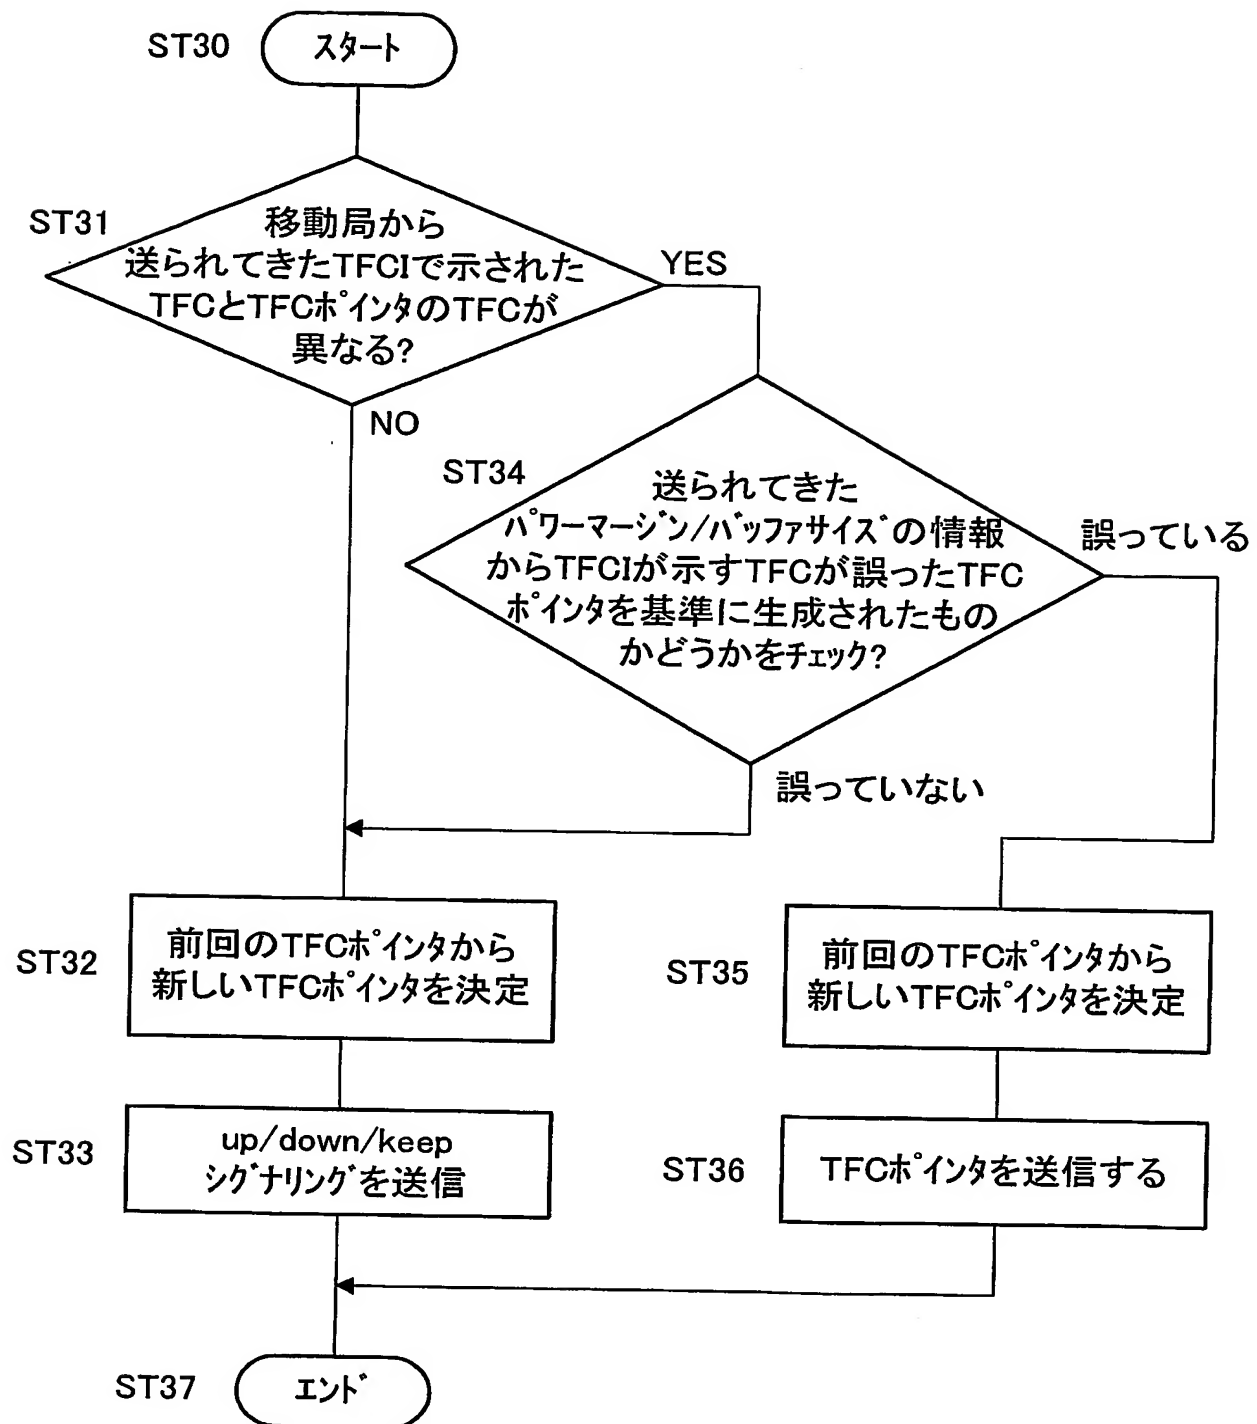 ST30
スタート
ST31
移動局から
送られてきたTFCIで示された
TFCとTFCﾎﾟｲﾝﾀのTFCが
異なる?
YES
NO
ST34
送られてきた
ﾊﾟﾜｰﾏｰｼﾞﾝ/ﾊﾞｯﾌｧｻｲｽﾞの情報
からTFCIが示すTFCが誤ったTFC
ﾎﾟｲﾝﾀを基準に生成されたもの
かどうかをﾁｪｯｸ?
誤っている
誤っていない
ST32
前回のTFCﾎﾟｲﾝﾀから
新しいTFCﾎﾟｲﾝﾀを決定
ST35
前回のTFCﾎﾟｲﾝﾀから
新しいTFCﾎﾟｲﾝﾀを決定
ST33
up/down/keep
ｼｸﾞﾅﾘﾝｸﾞを送信
ST36
TFCﾎﾟｲﾝﾀを送信する
ST37
ｴﾝﾄﾞ